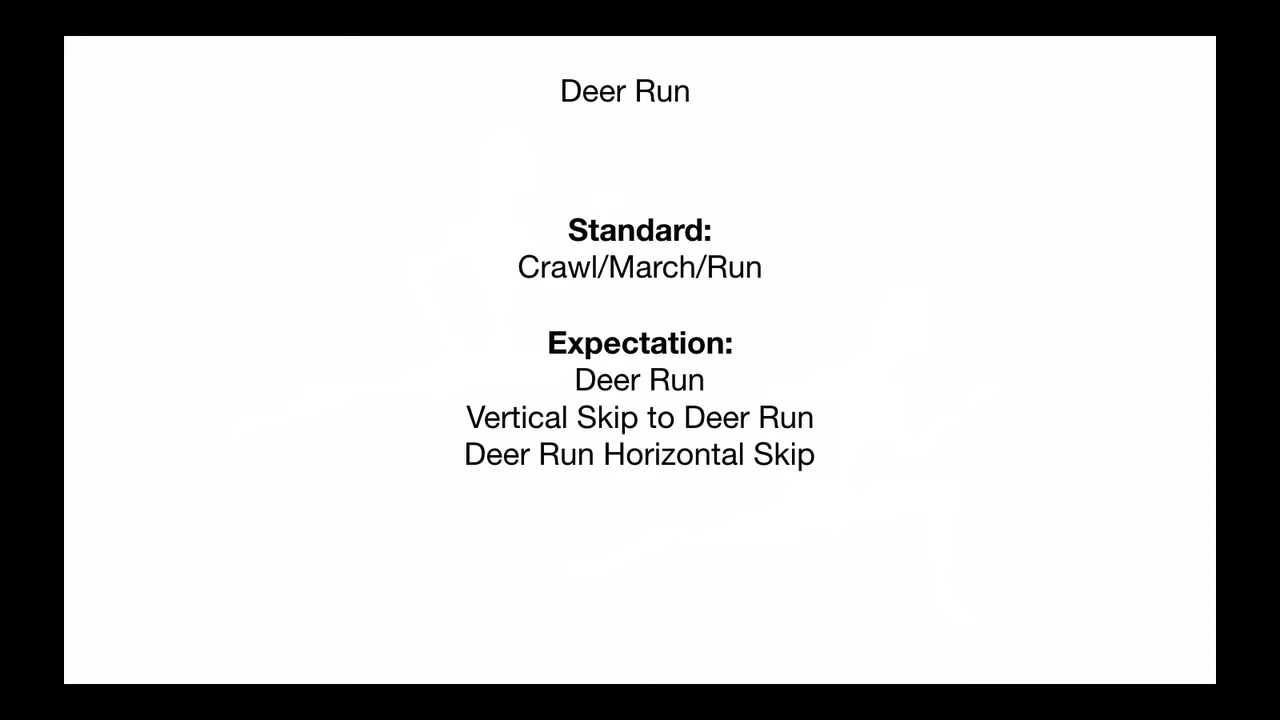 Deer Run
Standard:
Crawl/March/Run
Expectation:
Deer Run
Vertical Skip to Deer Run
Deer Run Horizontal Skip